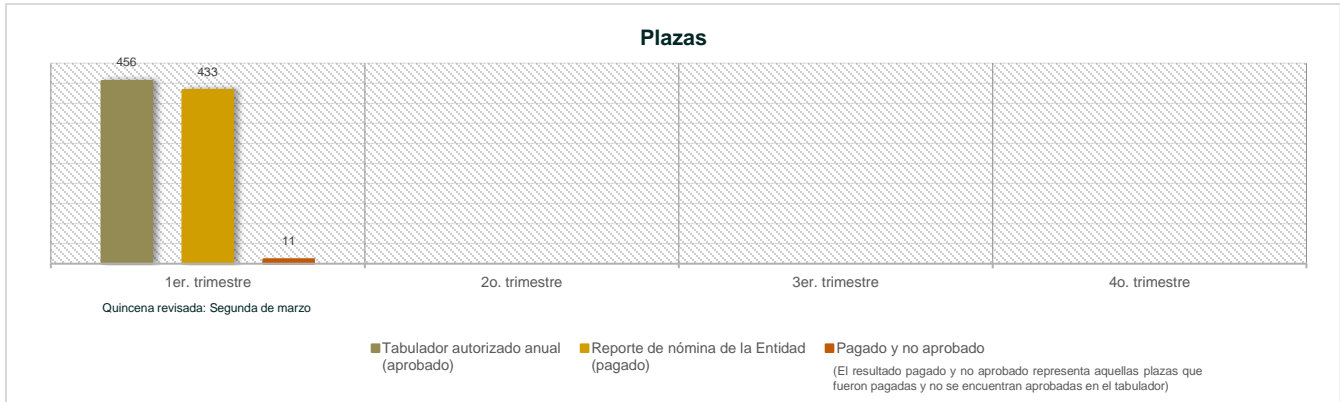 Plazas
456
433
11
1er. trimestre
2o. trimestre
3er. trimestre
4o. trimestre
Quincena revisada: Segunda de marzo
Tabulador autorizado anual
(aprobado)
Reporte de nómina de la Entidad
(pagado)
Pagado y no aprobado
(El resultado pagado y no aprobado representa aquellas plazas que
fueron pagadas y no se encuentran aprobadas en el tabulador)